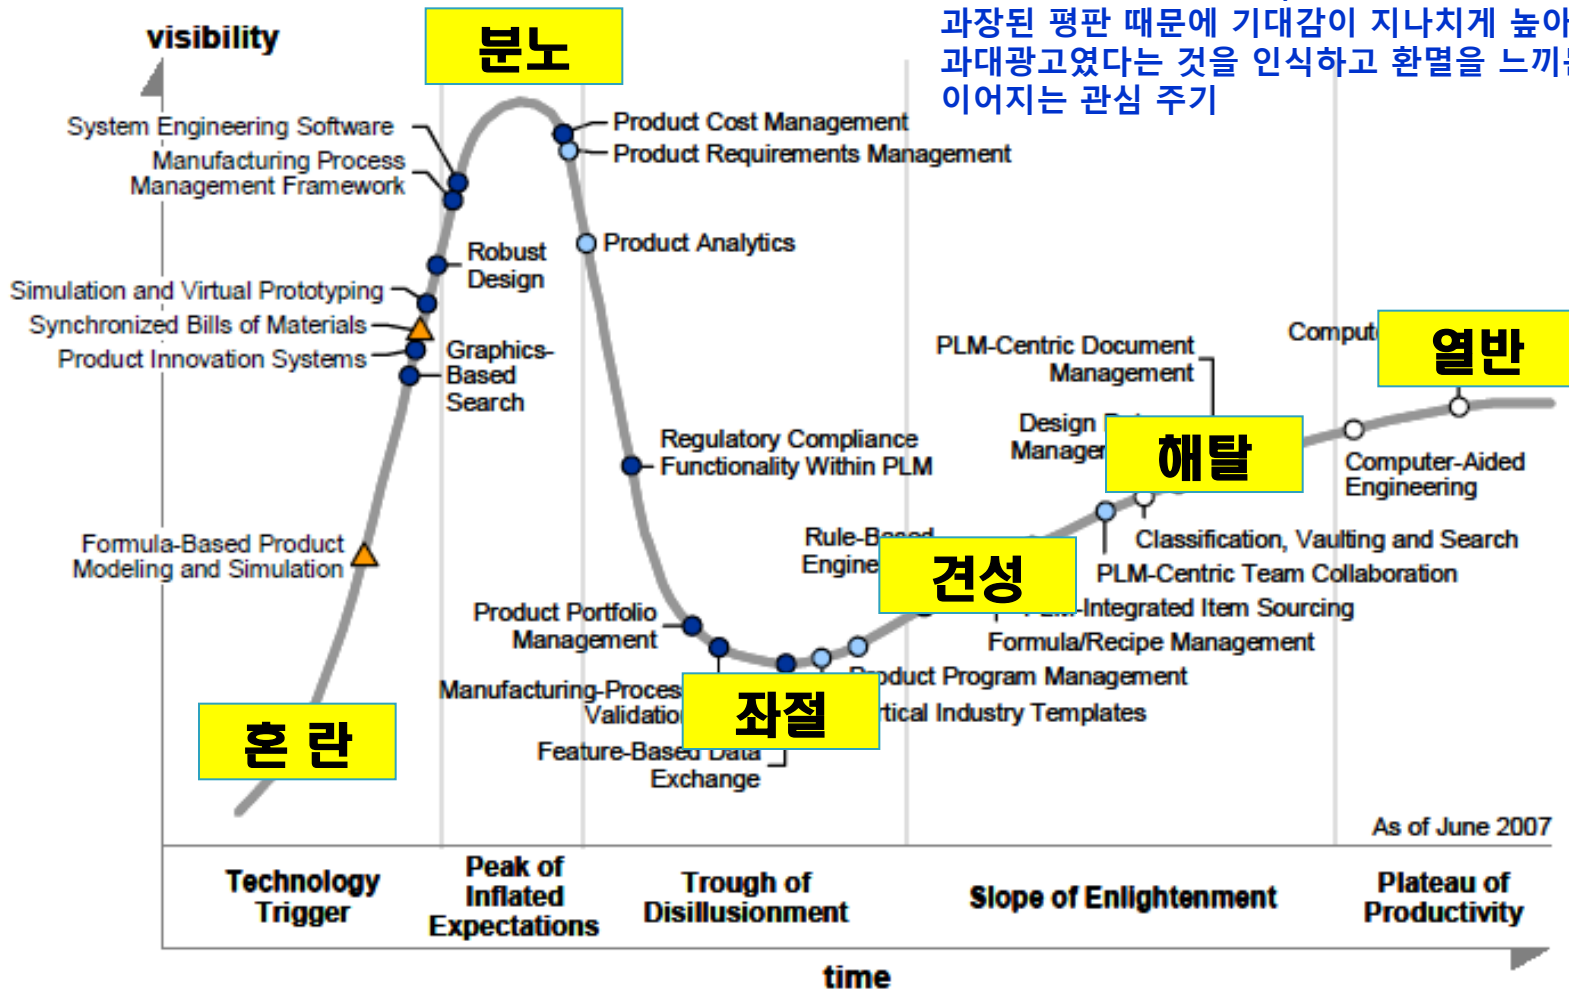 visibility
분노
과장된 평판 때문에 기대감이 지나치게 높아
과대광고였다는 것을 인식하고 환멸을 느끼는
이어지는 관심 주기
System Engineering Software
Manufacturing Process
Management Framework
Product Cost Management
Product Requirements Management
Product Analytics
Robust
Design
Simulation and Virtual Prototyping
Synchronized Bills of Materials
Product Innovation Systems
Graphics-
Based
Search
Formula-Based Product
Modeling and Simulation
혼 란
Regulatory Compliance
Functionality Within PLM
Product Portfolio
Management
Manufacturing-Process
Validation
좌절
Feature-Based Data
Exchange
Rule-Based
견성
PLM-Centric Document
Management
Design
해탈
열반
Computer-Aided
Engineering
Classification, Vaulting and Search
PLM-Centric Team Collaboration
PLM-Integrated Item Sourcing
Formula/Recipe Management
Product Program Management
Vertical Industry Templates
As of June 2007
Technology
Trigger
Peak of
Inflated
Expectations
Trough of
Disillusionment
Slope of Enlightenment
Plateau of
Productivity
time